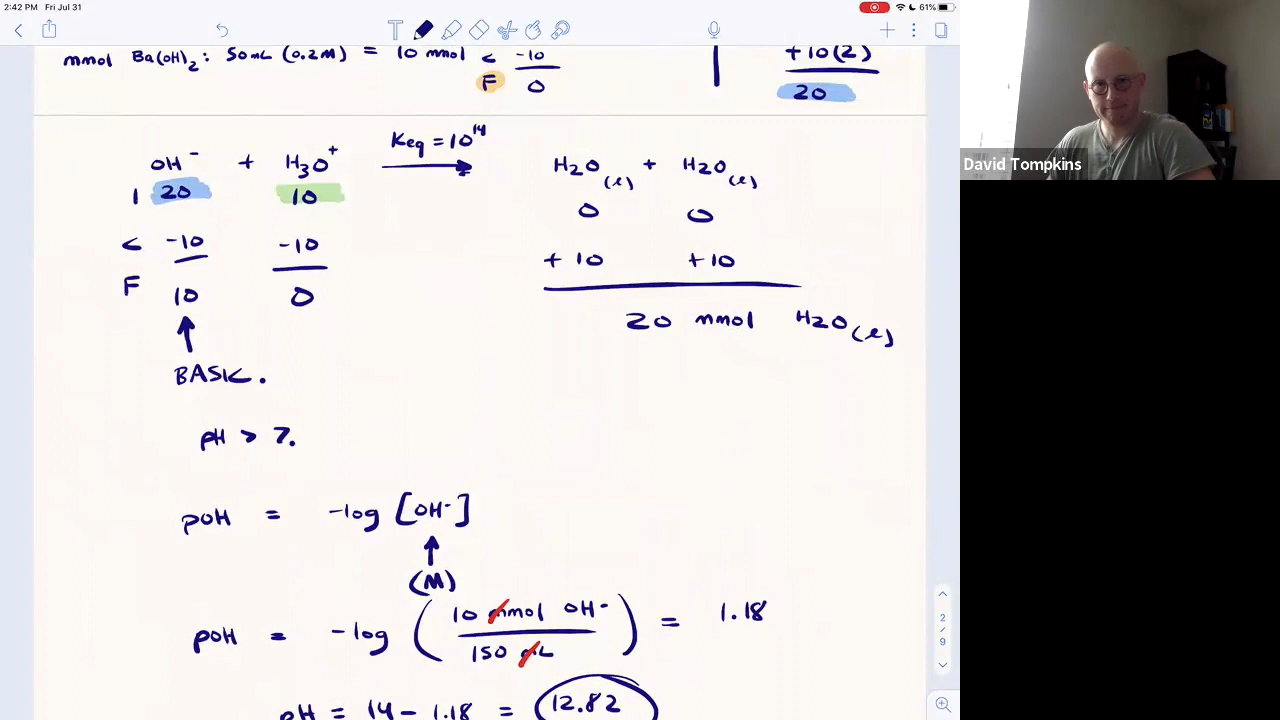 2:42 PM Fri Jul 31
61%
mmol Ba(OH)2: 50mL (0.2M) = 10 mmol C -10 +10(2)
F 0 20
OH⁻ + H3O⁺ Keq = 10¹⁴ H2O(l) + H2O(l)
I 20 10 0 0
C -10 -10 +10 +10
F 10 0 20 mmol H2O(l)
BASIC.
pH > 7.
pOH = -log [OH⁻]
(M)
pOH = -log (10 mmol OH⁻ / 150 mL) = 1.18
pH = 14 - 1.18 = 12.82
David Tompkins
T
2
/
9